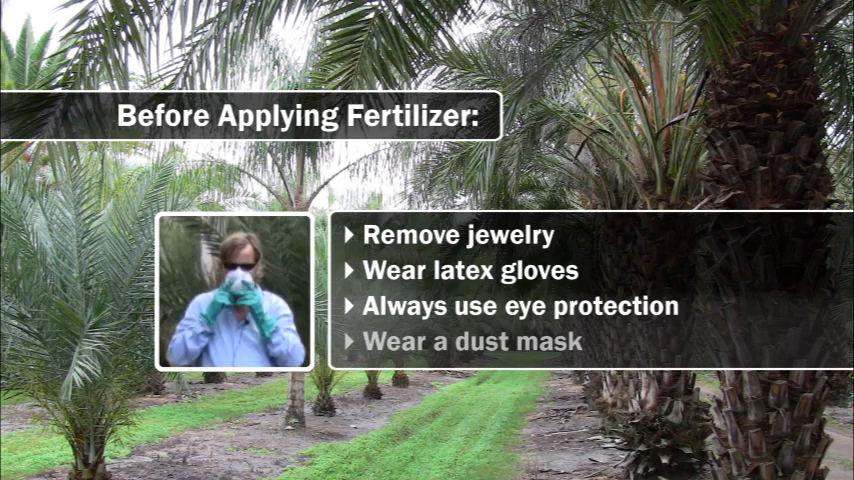 Before Applying Fertilizer:
Remove jewelry
Wear latex gloves
Always use eye protection
Wear a dust mask